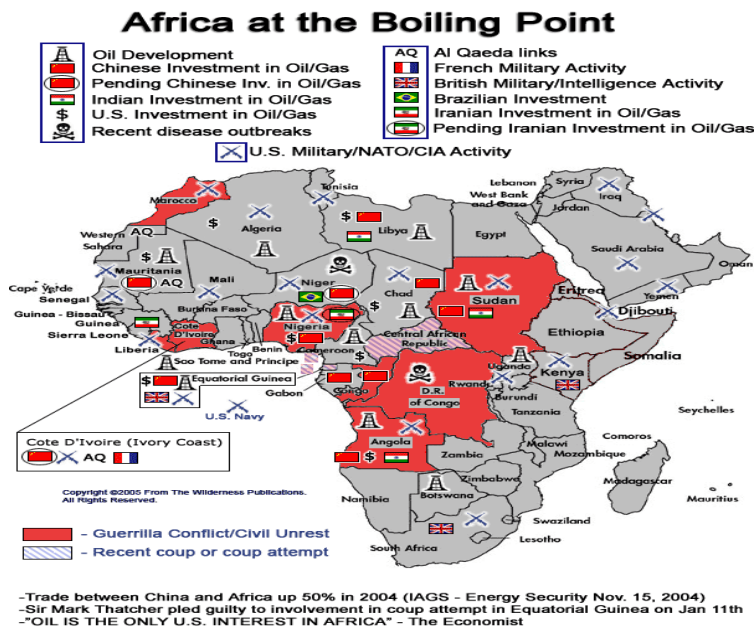 Africa at the Boiling Point
Oil Development
Chinese Investment in Oil/Gas
Pending Chinese Inv. in Oil/Gas
Indian Investment in Oil/Gas
$ U.S. Investment in Oil/Gas
Recent disease outbreaks
AQ Al Qaeda links
French Military Activity
British Military/Intelligence Activity
Brazilian Investment
Iranian Investment in Oil/Gas
Pending Iranian Investment in Oil/Gas
U.S. Military/NATO/CIA Activity
Marocco
Tunisia
Lebanon
Syria
West Bank
and Gaza
Iraq
Jordan
$
Algeria
$
Libya
Egypt
Western
Sahara
AQ
Saudi Arabia
Oman
$
Mauritania
AQ
Mali
Niger
Chad
$
Sudan
Eritrea
Yemen
Djibouti
Cape Verde
Senegal
Guinea - Bissau
Guinea
Sierra Leone
Liberia
Burkina Faso
Cote
D'Ivoire
Ghana
Togo
Benin
Nigeria
$
Cameroon
$
Central African
Republic
Ethiopia
Somalia
Sao Tome and Principe
$ Equatorial Guinea
Gabon
Congo
D.R.
of Congo
Rwanda
Uganda
Burundi
Kenya
Tanzania
U.S. Navy
Seychelles
Cote D'Ivoire (Ivory Coast)
AQ
Angola
$
Zambia
Malawi
Mozambique
Comoros
Madagascar
Mauritius
Zimbabwe
Botswana
Namibia
Swaziland
Lesotho
South Africa
Copyright ©2005 From The Wilderness Publications.
All Rights Reserved.
- Guerrilla Conflict/Civil Unrest
- Recent coup or coup attempt
-Trade between China and Africa up 50% in 2004 (IAGS - Energy Security Nov. 15, 2004)
-Sir Mark Thatcher pled guilty to involvement in coup attempt in Equatorial Guinea on Jan 11th
-"OIL IS THE ONLY U.S. INTEREST IN AFRICA" - The Economist